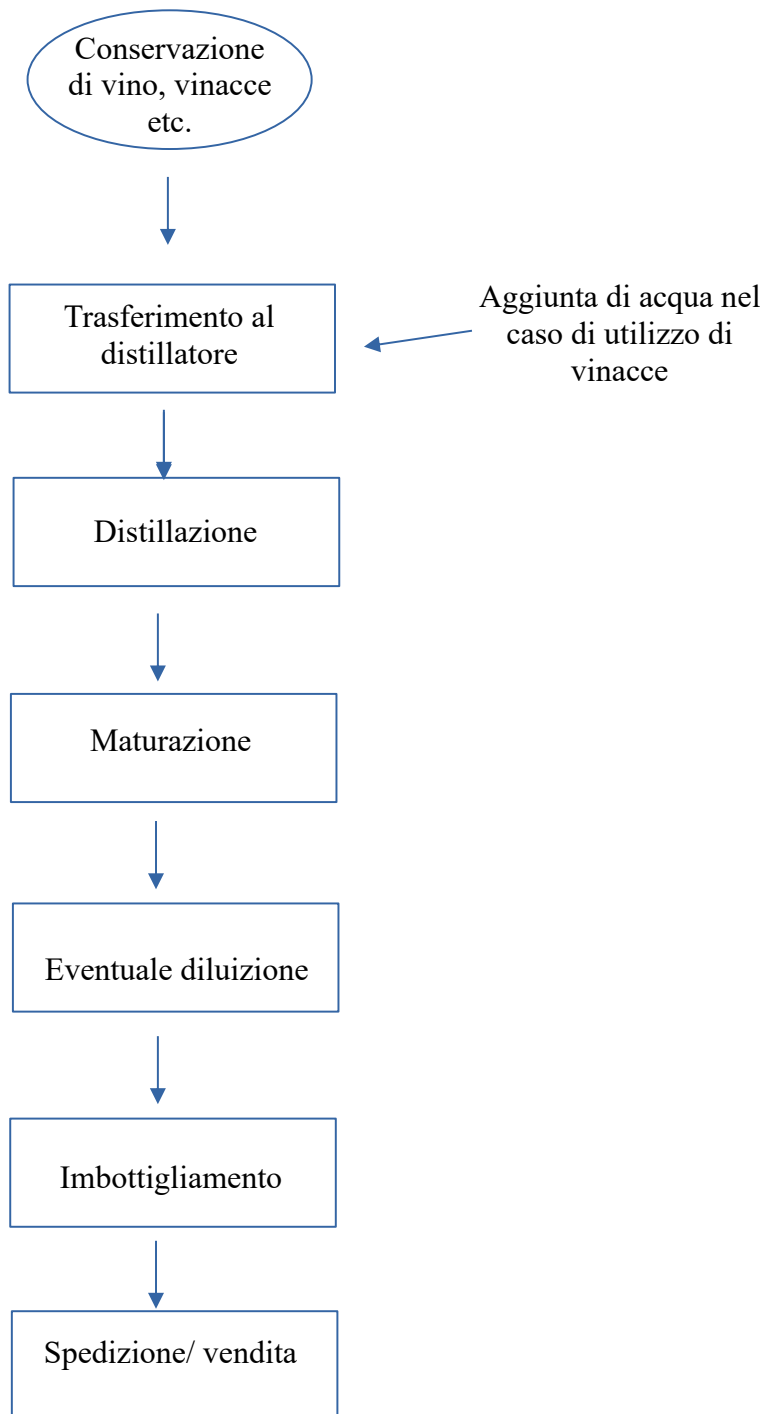 Conservazione
di vino, vinacce
etc.
Trasferimento al
distillatore
Aggiunta di acqua nel
caso di utilizzo di
vinacce
Distillazione
Maturazione
Eventuale diluizione
Imbottigliamento
Spedizione/ vendita